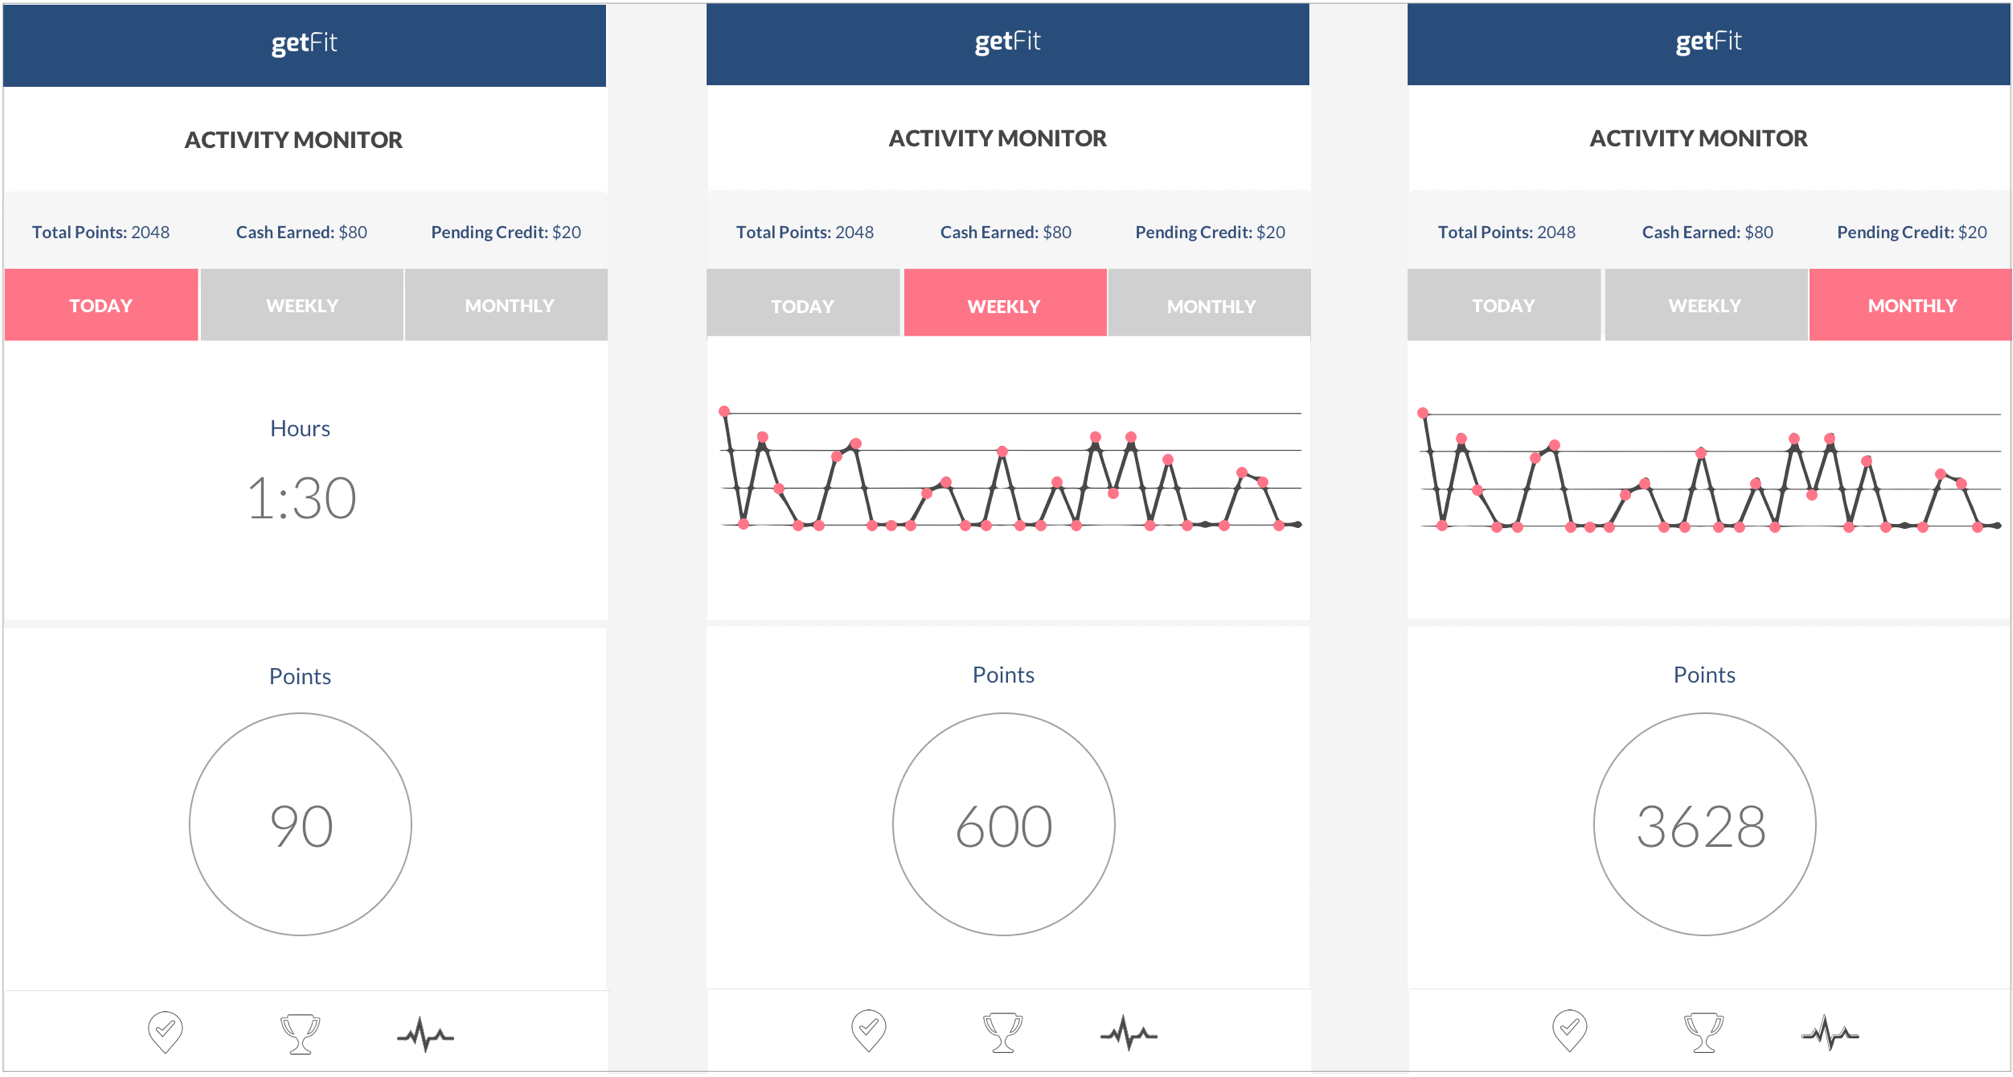 getFit
ACTIVITY MONITOR
Total Points: 2048 Cash Earned: $80 Pending Credit: $20
TODAY WEEKLY MONTHLY
Hours
1:30
Points
90
getFit
ACTIVITY MONITOR
Total Points: 2048 Cash Earned: $80 Pending Credit: $20
TODAY WEEKLY MONTHLY
Points
600
getFit
ACTIVITY MONITOR
Total Points: 2048 Cash Earned: $80 Pending Credit: $20
TODAY WEEKLY MONTHLY
Points
3628